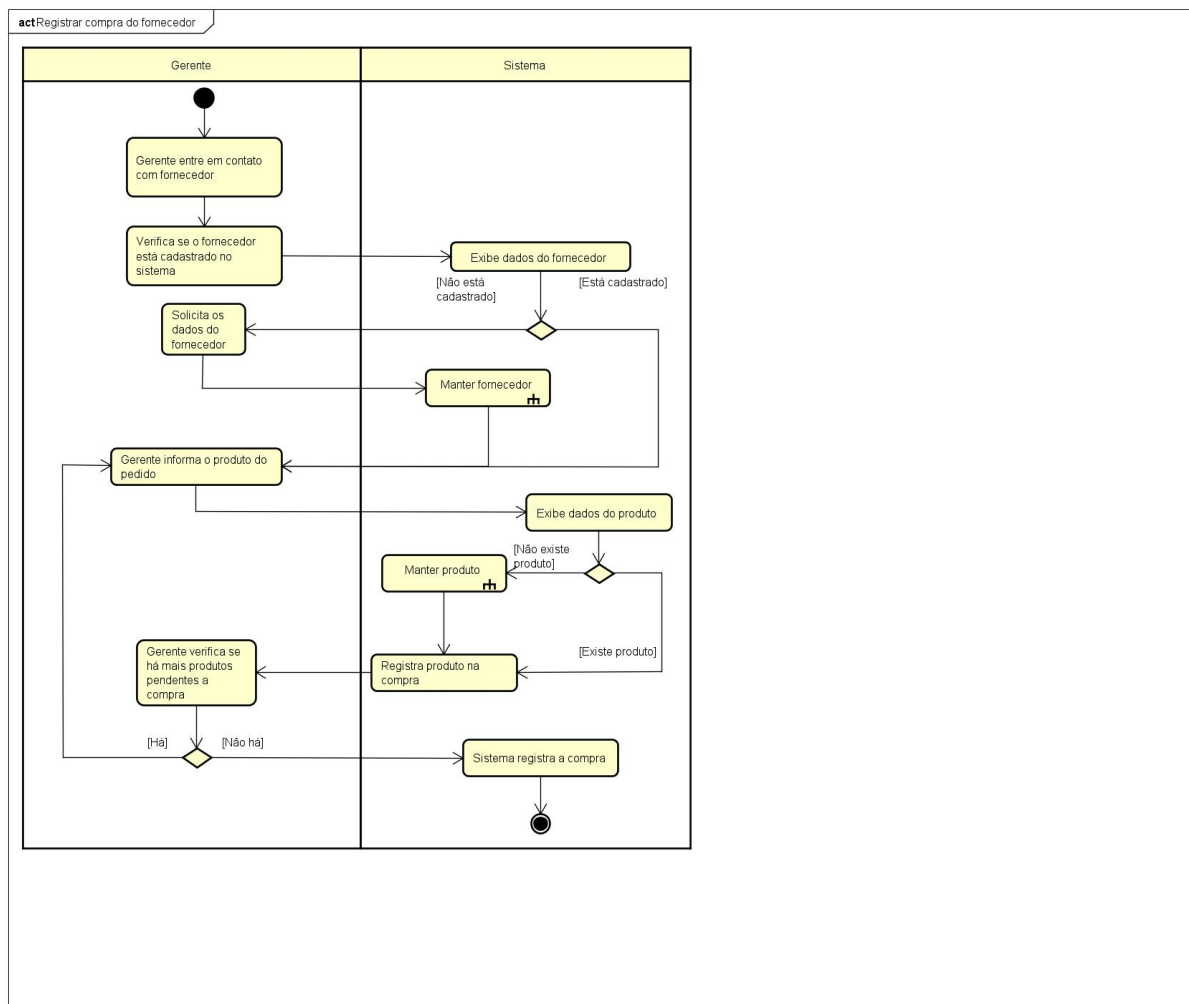 act Registrar compra do fornecedor
Gerente
Sistema
Gerente entre em contato
com fornecedor
Verifica se o fornecedor
está cadastrado no
sistema
Exibe dados do fornecedor
[Não está
cadastrado]
[Está cadastrado]
Solicita os
dados do
fornecedor
Manter fornecedor
Gerente informa o produto do
pedido
Exibe dados do produto
[Não existe
produto]
Manter produto
[Existe produto]
Gerente verifica se
há mais produtos
pendentes a
compra
Registra produto na
compra
[Há]
[Não há]
Sistema registra a compra